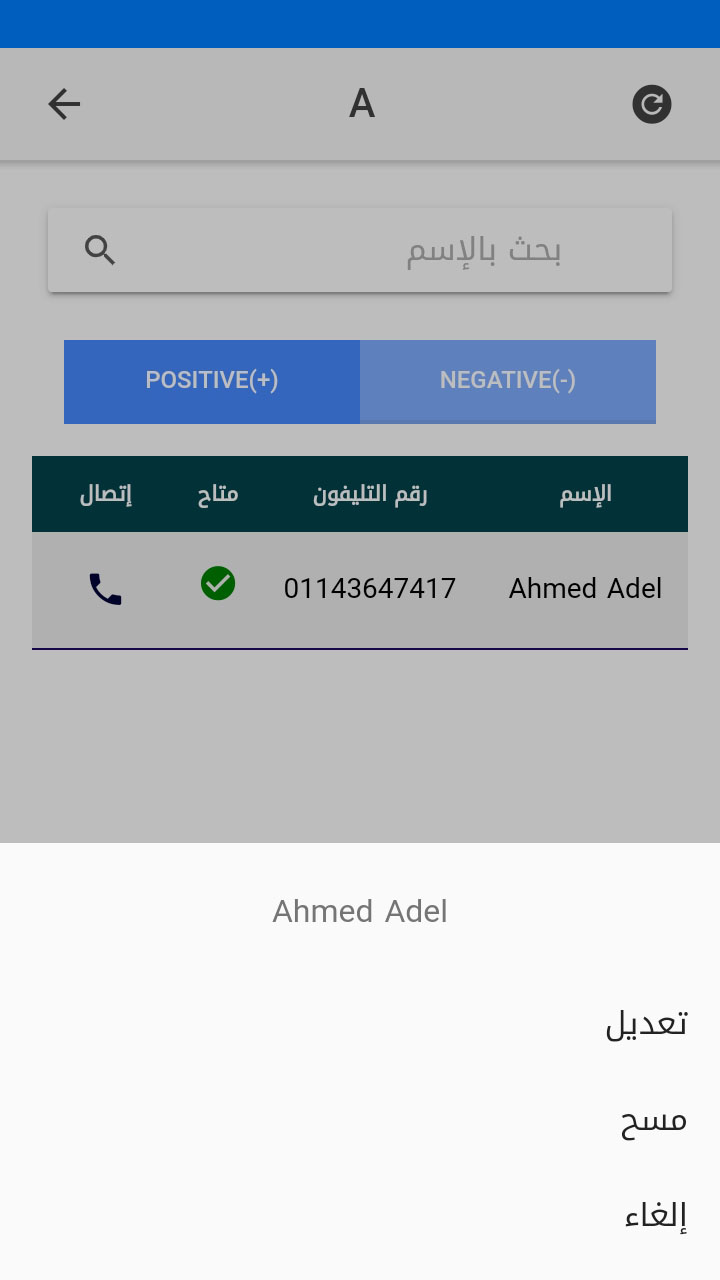 A
بحث بالإسم
POSITIVE(+) NEGATIVE(-)
الإسم رقم التليفون متاح إتصال
Ahmed Adel 01143647417
Ahmed Adel
تعديل
مسح
إلغاء